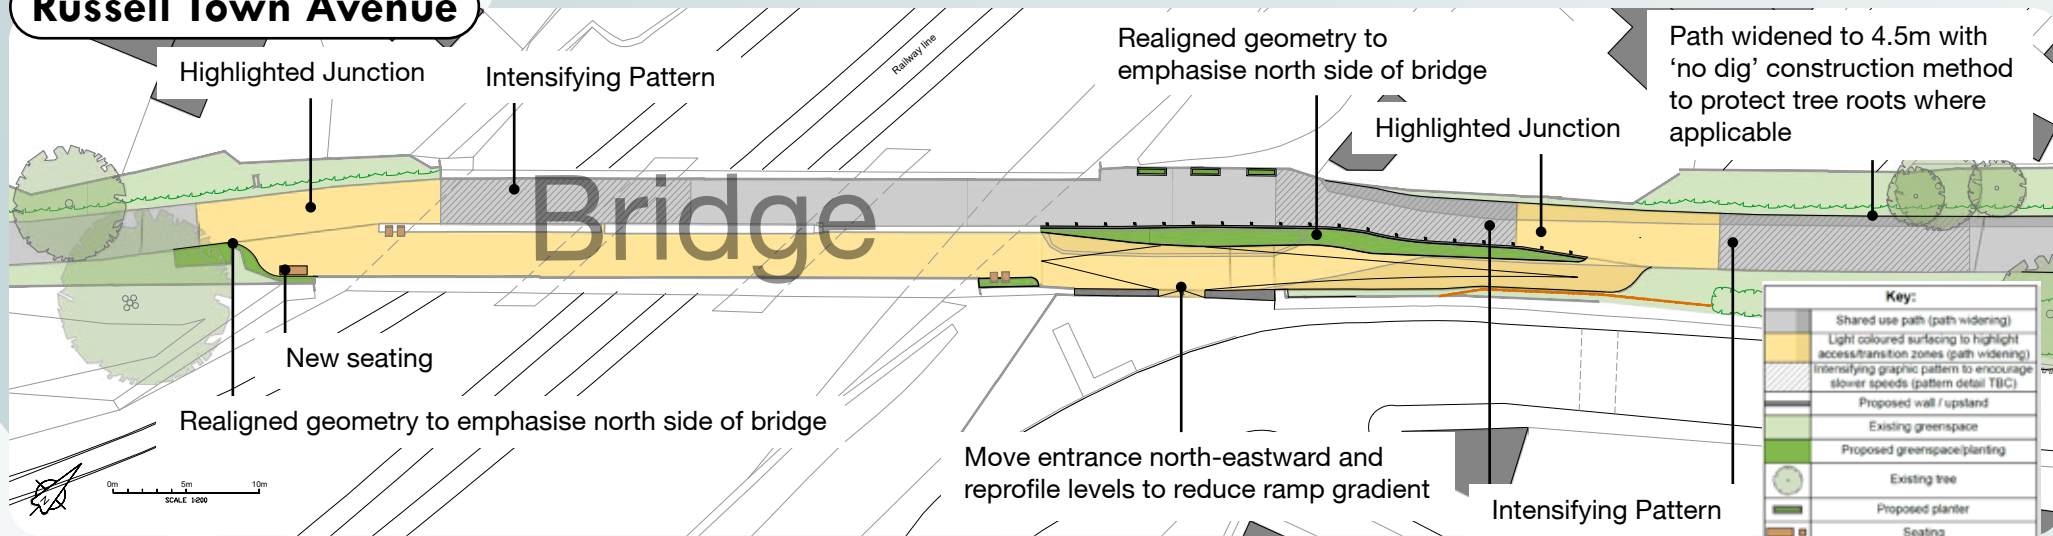 Russell Town Avenue
Highlighted Junction
Intensifying Pattern
Railway line
Realigned geometry to
emphasise north side of bridge
Highlighted Junction
Path widened to 4.5m with
‘no dig’ construction method
to protect tree roots where
applicable
Bridge
New seating
Realigned geometry to emphasise north side of bridge
Move entrance north-eastward and
reprofile levels to reduce ramp gradient
Intensifying Pattern
N
0m 5m 10m
SCALE 1:200
Key:
Shared use path (path widening)
Light coloured surfacing to highlight
access/transition zones (path widening)
Intensifying graphic pattern to encourage
slower speeds (pattern detail TBC)
Proposed wall / upstand
Existing greenspace
Proposed greenspace/planting
Existing tree
Proposed planter
Seating